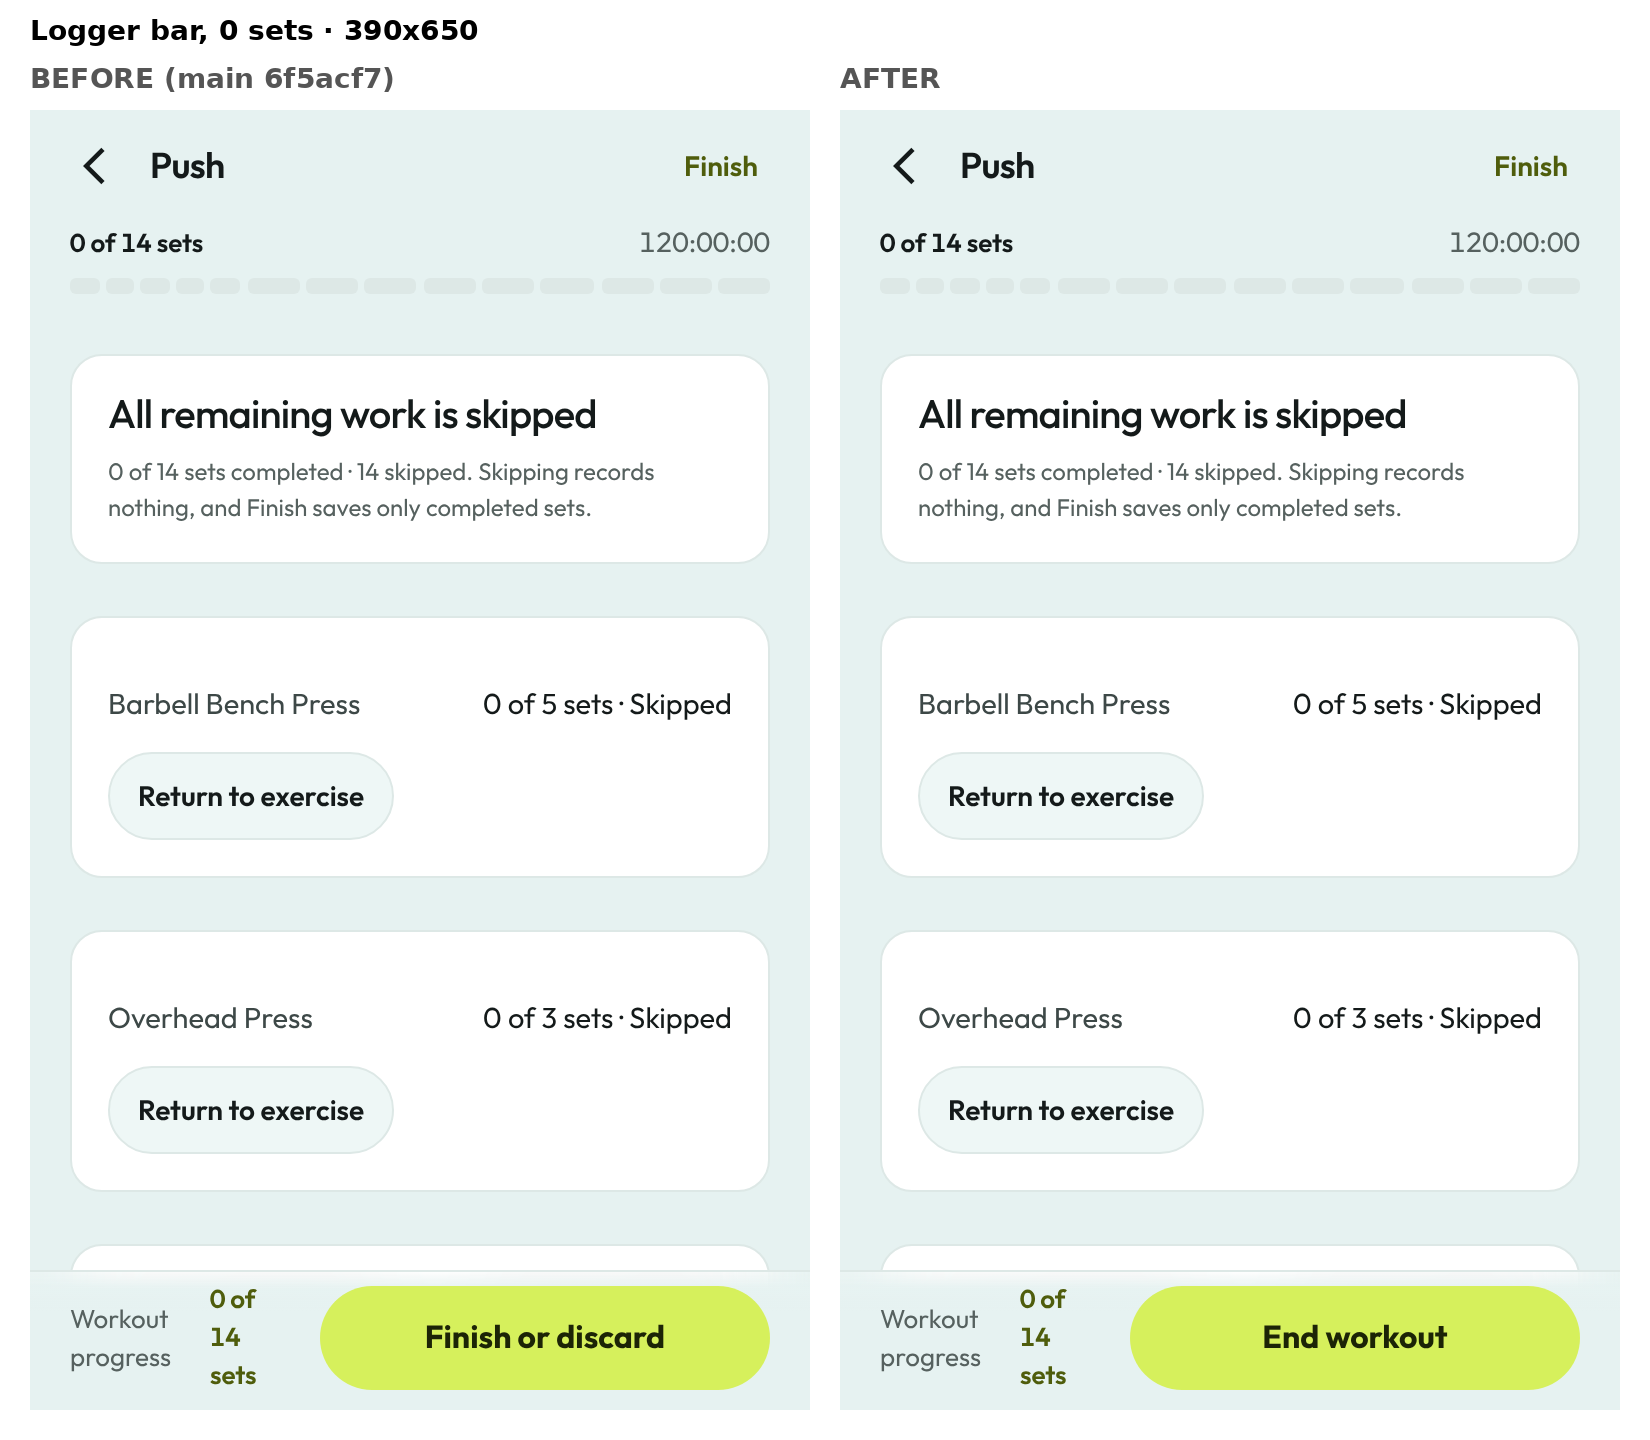 Logger bar, 0 sets · 390x650
BEFORE (main 6f5acf7)
Push
Finish
0 of 14 sets
120:00:00
All remaining work is skipped
0 of 14 sets completed · 14 skipped. Skipping records
nothing, and Finish saves only completed sets.
Barbell Bench Press
0 of 5 sets · Skipped
Return to exercise
Overhead Press
0 of 3 sets · Skipped
Return to exercise
Workout
progress
0 of
14
sets
Finish or discard
AFTER
Push
Finish
0 of 14 sets
120:00:00
All remaining work is skipped
0 of 14 sets completed · 14 skipped. Skipping records
nothing, and Finish saves only completed sets.
Barbell Bench Press
0 of 5 sets · Skipped
Return to exercise
Overhead Press
0 of 3 sets · Skipped
Return to exercise
Workout
progress
0 of
14
sets
End workout